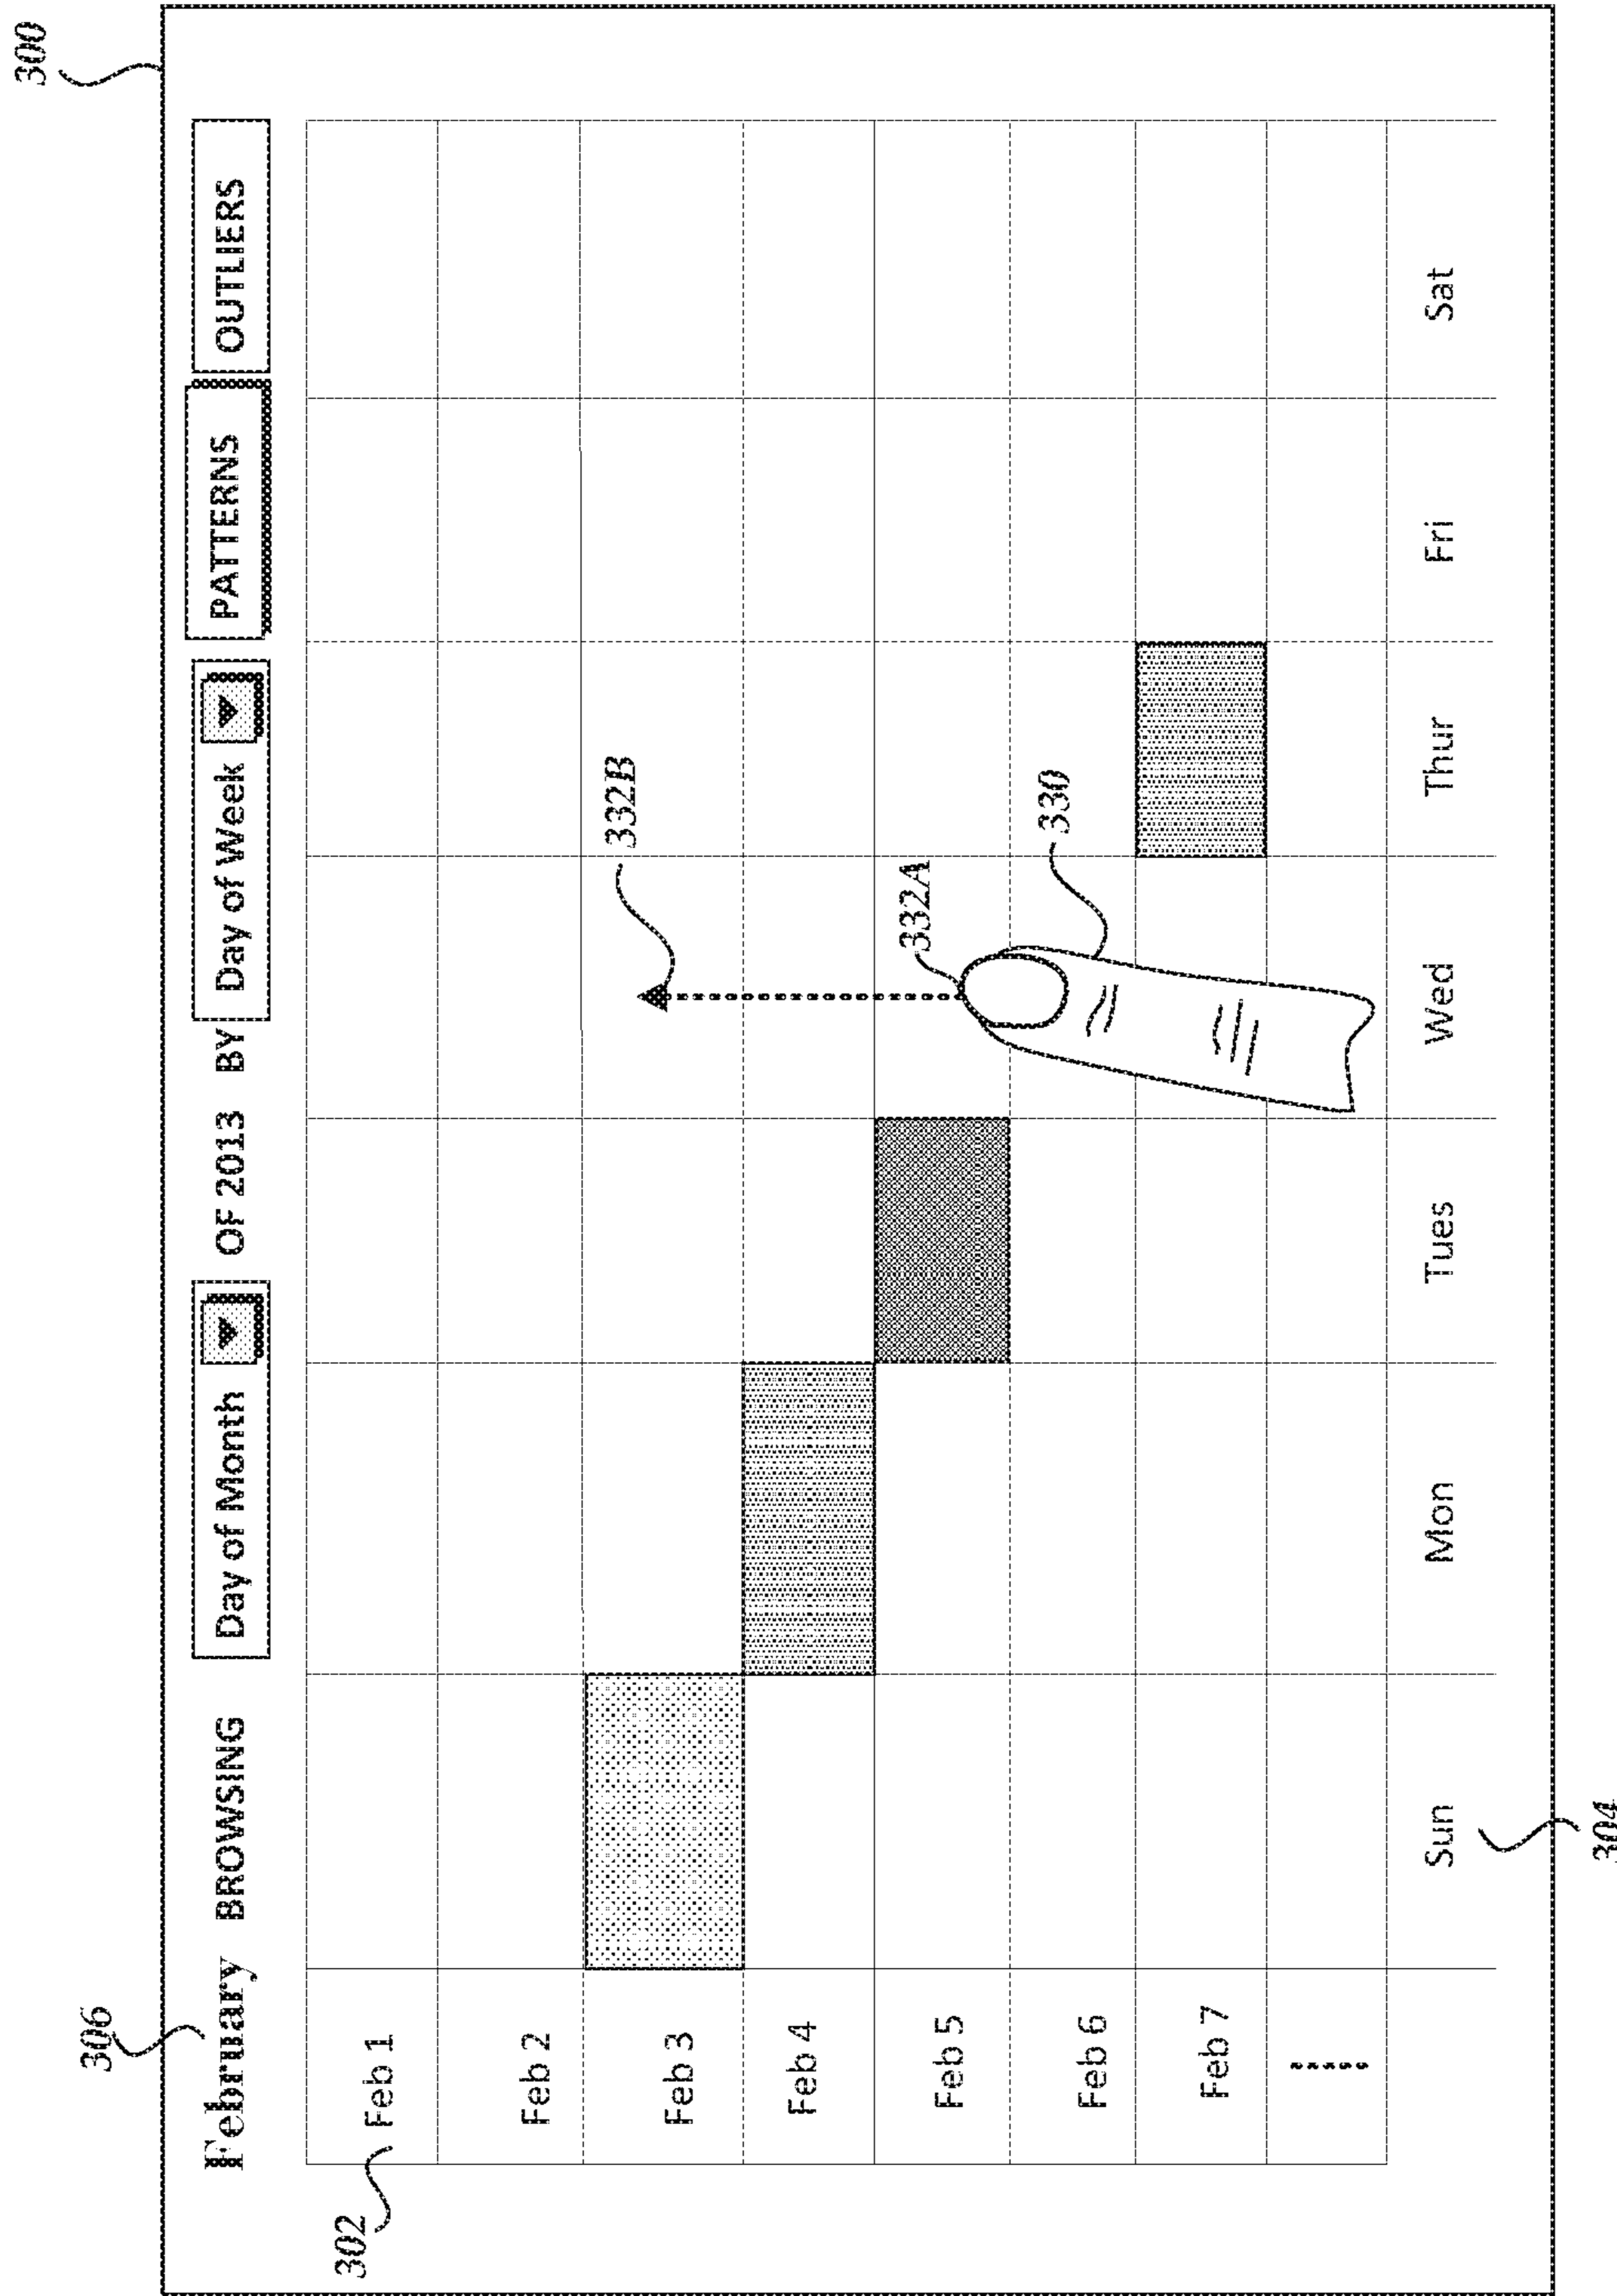 300
306
February BROWSING Day of Month OF 2013 BY Day of Week PATTERNS OUTLIERS
302
Feb 1
Feb 2
Feb 3
332B
Feb 4
Feb 5
332A
Feb 6
330
Feb 7
Sun Mon Tues Wed Thur Fri Sat
304